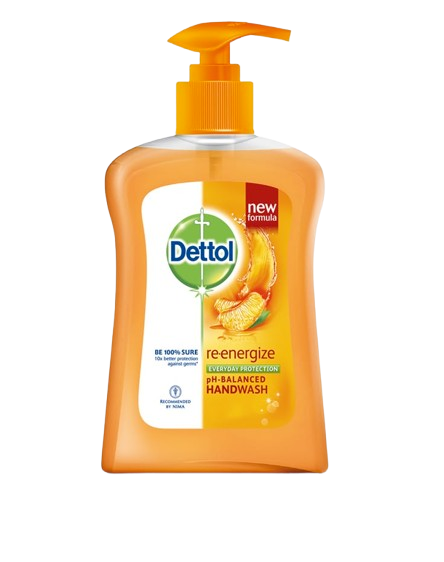 new
formula
Dettol
BE 100% SURE
10x better protection
against germs*
re-energize
EVERYDAY PROTECTION
pH-BALANCED
HANDWASH
RECOMMENDED
BY NIMA